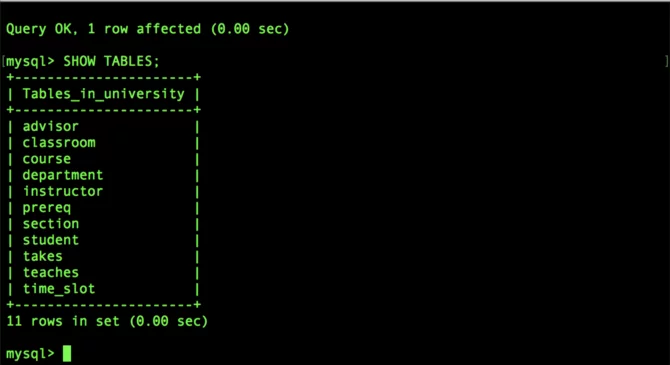 Query OK, 1 row affected (0.00 sec)
[mysql> SHOW TABLES; ]
+----------------------+
| Tables_in_university |
+----------------------+
| advisor              |
| classroom            |
| course               |
| department           |
| instructor           |
| prereq               |
| section              |
| student              |
| takes                |
| teaches              |
| time_slot            |
+----------------------+
11 rows in set (0.00 sec)
mysql>